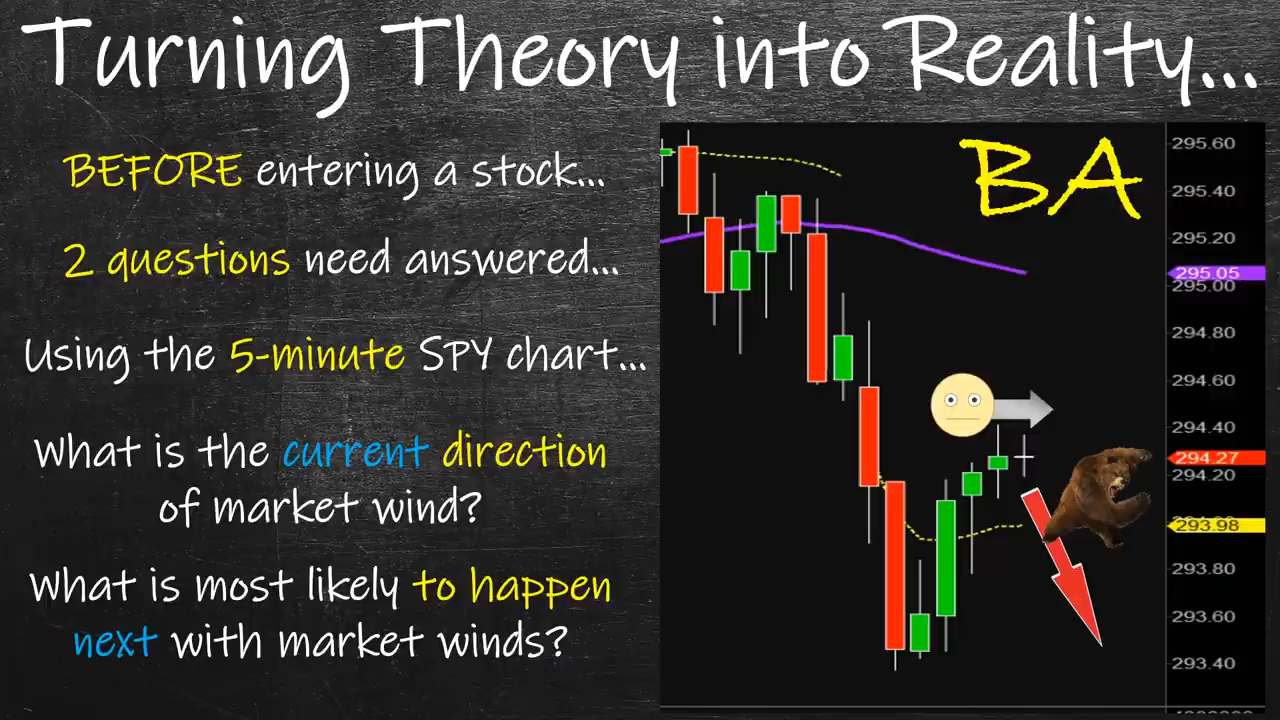 Turning Theory into Reality...
BEFORE entering a stock...
2 questions need answered...
Using the 5-minute SPY chart...
What is the current direction
of market wind?
What is most likely to happen
next with market winds?
BA
295.60
295.40
295.20
295.05
295.00
294.80
294.60
294.40
294.27
294.20
293.98
293.80
293.60
293.40